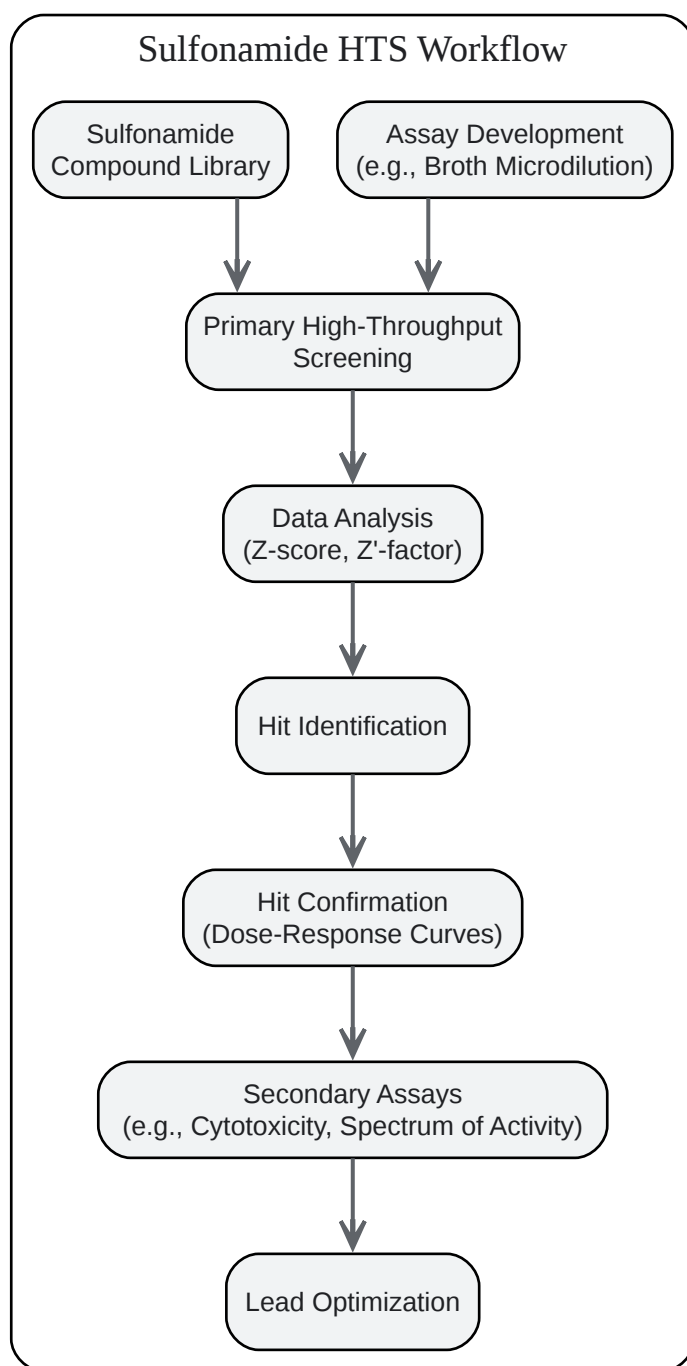 Sulfonamide HTS Workflow
Sulfonamide
Compound Library
Assay Development
(e.g., Broth Microdilution)
Primary High-Throughput
Screening
Data Analysis
(Z-score, Z'-factor)
Hit Identification
Hit Confirmation
(Dose-Response Curves)
Secondary Assays
(e.g., Cytotoxicity, Spectrum of Activity)
Lead Optimization